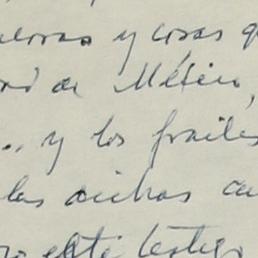 y cosas q
de México,
... y los frailes
las dichas
este testigo